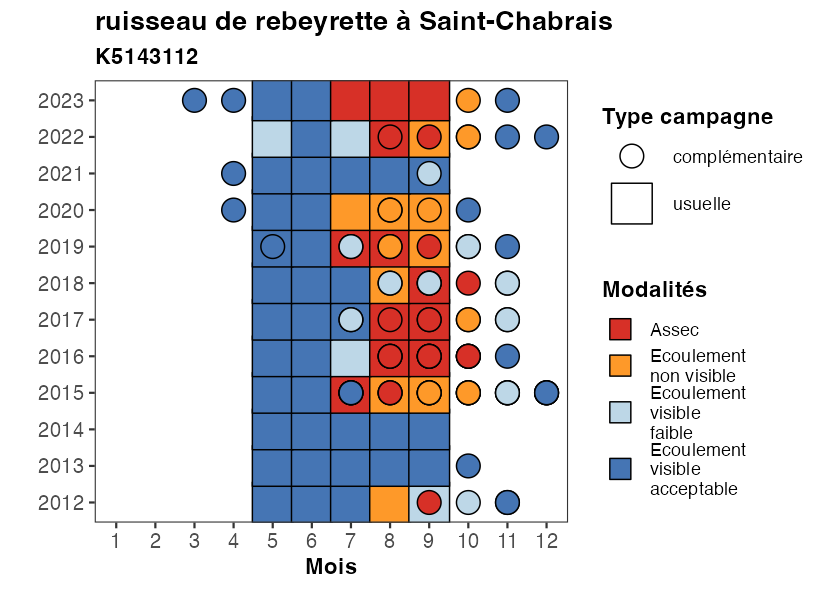 ruisseau de rebeyrette à Saint-Chabrais
K5143112
2023
2022
2021
2020
2019
2018
2017
2016
2015
2014
2013
2012
1 2 3 4 5 6 7 8 9 10 11 12
Mois
Type campagne
complémentaire
usuelle
Modalités
Assec
Ecoulement
non visible
Ecoulement
visible
faible
Ecoulement
visible
acceptable